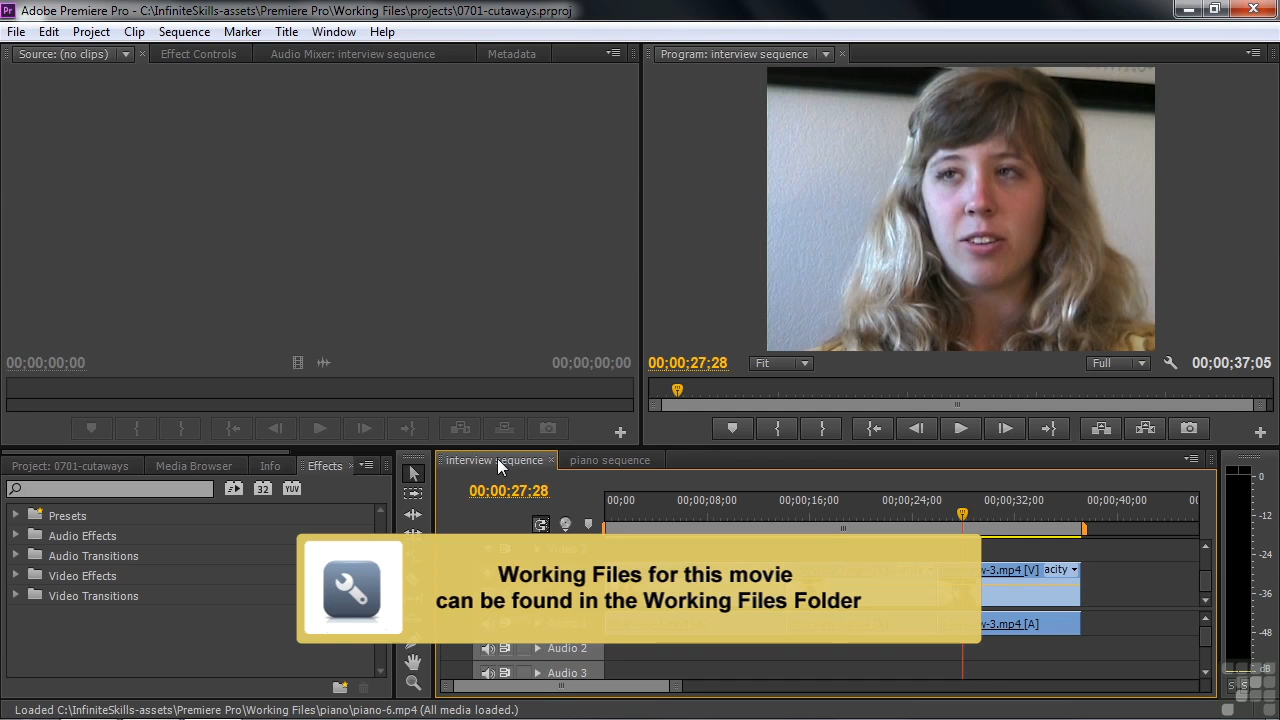 Adobe Premiere Pro - C:\InfiniteSkills-assets\Premiere Pro\Working Files\projects\0701-cutaways.prproj
File Edit Project Clip Sequence Marker Title Window Help
Source: (no clips) Effect Controls Audio Mixer: interview sequence Metadata
Program: interview sequence
00;00;00;00 00;00;00;00
00;00;27;28 Fit Full 00;00;37;05
Project: 0701-cutaways Media Browser Info Effects
32 YUV
Presets
Audio Effects
Audio Transitions
Video Effects
Video Transitions
interview sequence piano sequence
00;00;27;28
00;00 00;00;08;00 00;00;16;00 00;00;24;00 00;00;32;00 00;00;40;00 00
Working Files for this movie
can be found in the Working Files Folder
w-3.mp4 [V] acity
w-3.mp4 [A]
Audio 2
Audio 3
0
-12
-24
-36
-48
dB
S S
Loaded C:\InfiniteSkills-assets\Premiere Pro\Working Files\piano\piano-6.mp4 (All media loaded.)